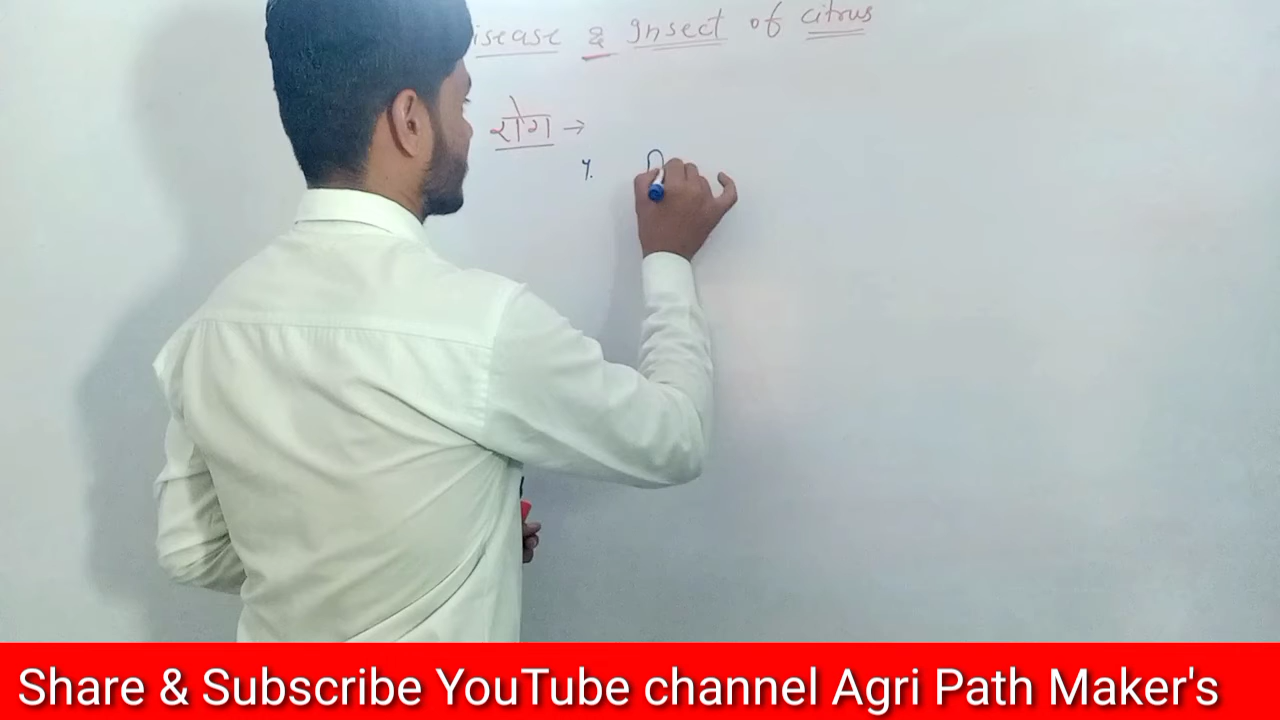 isease & Insect of citrus
रोग →
1.
Share & Subscribe YouTube channel Agri Path Maker's